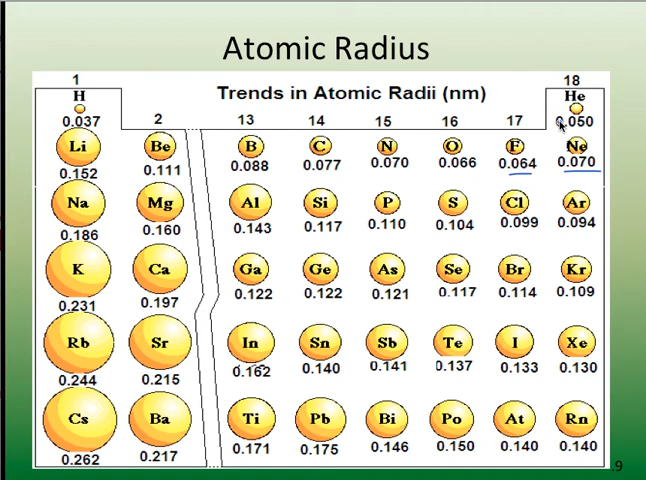 Atomic Radius
1 18
H Trends in Atomic Radii (nm) He
0.037 2 13 14 15 16 17 0.050
Li Be B C N O F Ne
0.152 0.111 0.088 0.077 0.070 0.066 0.064 0.070
Na Mg Al Si P S Cl Ar
0.186 0.160 0.143 0.117 0.110 0.104 0.099 0.094
K Ca Ga Ge As Se Br Kr
0.231 0.197 0.122 0.122 0.121 0.117 0.114 0.109
Rb Sr In Sn Sb Te I Xe
0.244 0.215 0.162 0.140 0.141 0.137 0.133 0.130
Cs Ba Ti Pb Bi Po At Rn
0.262 0.217 0.171 0.175 0.146 0.150 0.140 0.140
9